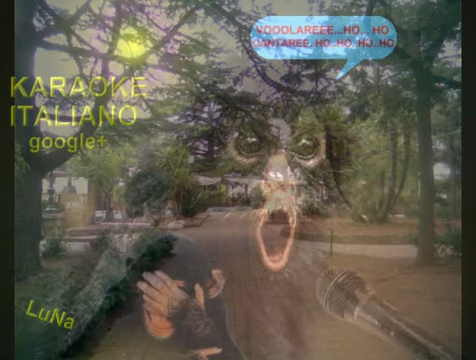 VOOOLAREEE...HO.. HO
CANTAREE.HO..HO..HO..HO
KARAOKE
ITALIANO
google+
LuNa